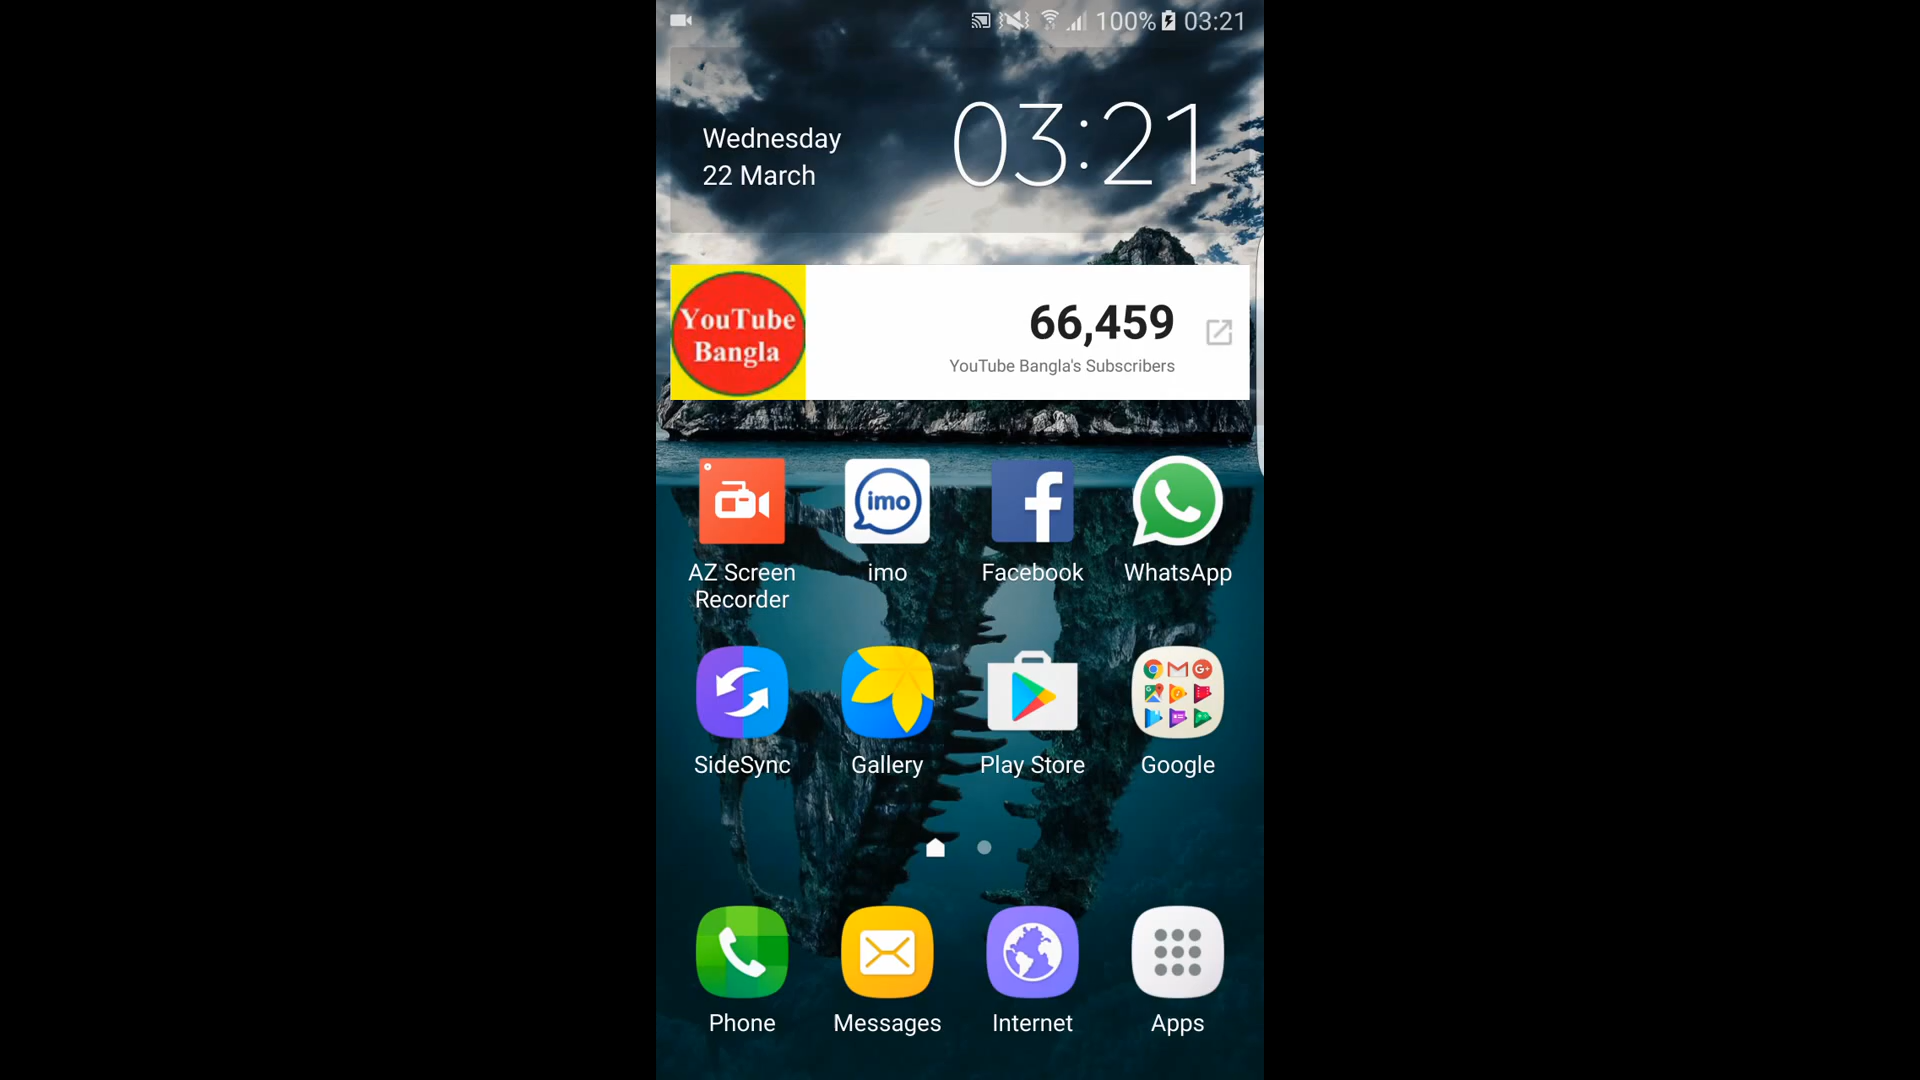 100% 03:21
Wednesday
22 March
03:21
YouTube
Bangla
66,459
YouTube Bangla's Subscribers
imo
AZ Screen
Recorder
imo
Facebook
WhatsApp
SideSync
Gallery
Play Store
Google
Phone
Messages
Internet
Apps